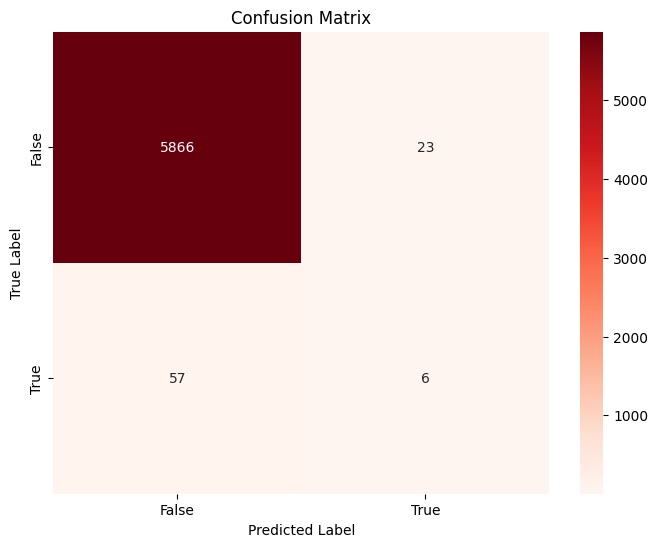 Confusion Matrix
True Label
False
5866
23
True
57
6
False
True
Predicted Label
5000
4000
3000
2000
1000